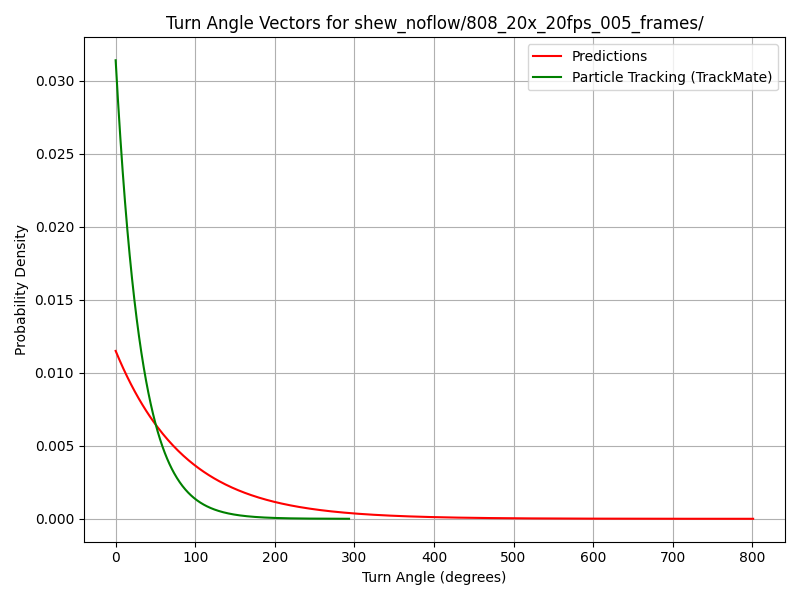 Turn Angle Vectors for shew_noflow/808_20x_20fps_005_frames/
Predictions
Particle Tracking (TrackMate)
0.030
0.025
0.020
0.015
0.010
0.005
0.000
Probability Density
0 100 200 300 400 500 600 700 800
Turn Angle (degrees)